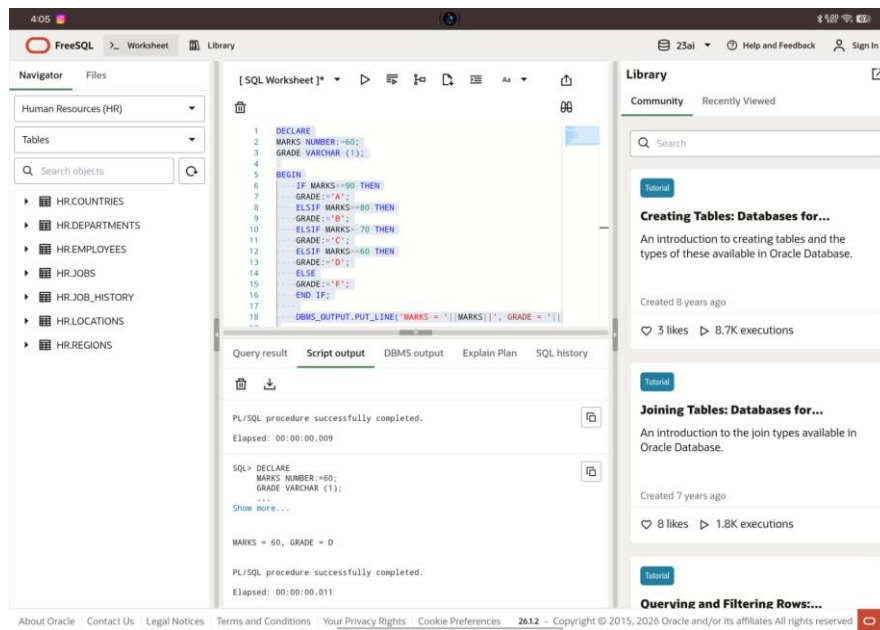 4:05
FreeSQL >_ Worksheet Library 23ai Help and Feedback Sign In
Navigator Files
Human Resources (HR)
Tables
Search objects
HR.COUNTRIES
HR.DEPARTMENTS
HR.EMPLOYEES
HR.JOBS
HR.JOB_HISTORY
HR.LOCATIONS
HR.REGIONS
[ SQL Worksheet ]* Aa
1 DECLARE
2 MARKS NUMBER:=60;
3 GRADE VARCHAR (1);
4
5 BEGIN
6 IF MARKS>=90 THEN
7 GRADE:='A';
8 ELSIF MARKS>=80 THEN
9 GRADE:='B';
10 ELSIF MARKS> 70 THEN
11 GRADE:='C';
12 ELSIF MARKS>=60 THEN
13 GRADE:='D';
14 ELSE
15 GRADE:='F';
16 END IF;
17
18 DBMS_OUTPUT.PUT_LINE('MARKS = '||MARKS||', GRADE = '||
Query result Script output DBMS output Explain Plan SQL history
PL/SQL procedure successfully completed.
Elapsed: 00:00:00.009
SQL> DECLARE
MARKS NUMBER:=60;
GRADE VARCHAR (1);
...
Show more...
MARKS = 60, GRADE = D
PL/SQL procedure successfully completed.
Elapsed: 00:00:00.011
Library
Community Recently Viewed
Search
Tutorial
Creating Tables: Databases for...
An introduction to creating tables and the
types of these available in Oracle Database.
Created 8 years ago
3 likes 8.7K executions
Tutorial
Joining Tables: Databases for...
An introduction to the join types available in
Oracle Database.
Created 7 years ago
8 likes 1.8K executions
Tutorial
Querying and Filtering Rows:...
About Oracle Contact Us Legal Notices Terms and Conditions Your Privacy Rights Cookie Preferences 26.1.2 - Copyright © 2015, 2026 Oracle and/or its affiliates All rights reserved